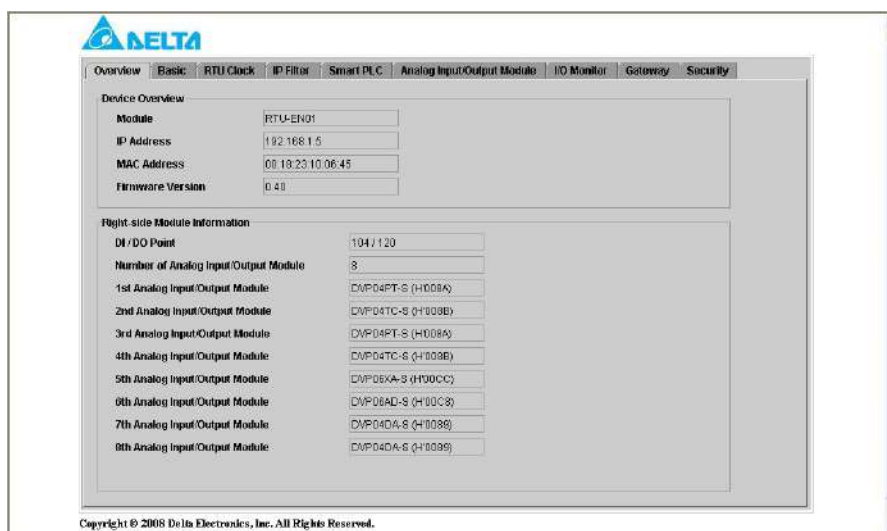 DELTA
Overview Basic RTU Clock IP Filter Smart PLC Analog Input/Output Module I/O Monitor Gateway Security
Device Overview
Module RTU-EN01
IP Address 192.168.1.5
MAC Address 00.18.23.10.06.45
Firmware Version 0.40
Right-side Module Information
DI / DO Point 104 / 120
Number of Analog Input/Output Module 8
1st Analog Input/Output Module DVP04PT-S (H'008A)
2nd Analog Input/Output Module DVP04TC-S (H'008B)
3rd Analog Input/Output Module DVP04PT-S (H'008A)
4th Analog Input/Output Module DVP04TC-S (H'008B)
5th Analog Input/Output Module DVP06XA-S (H'00CC)
6th Analog Input/Output Module DVP06AD-S (H'00C8)
7th Analog Input/Output Module DVP04DA-S (H'0089)
8th Analog Input/Output Module DVP04DA-S (H'0089)
Copyright © 2008 Delta Electronics, Inc. All Rights Reserved.